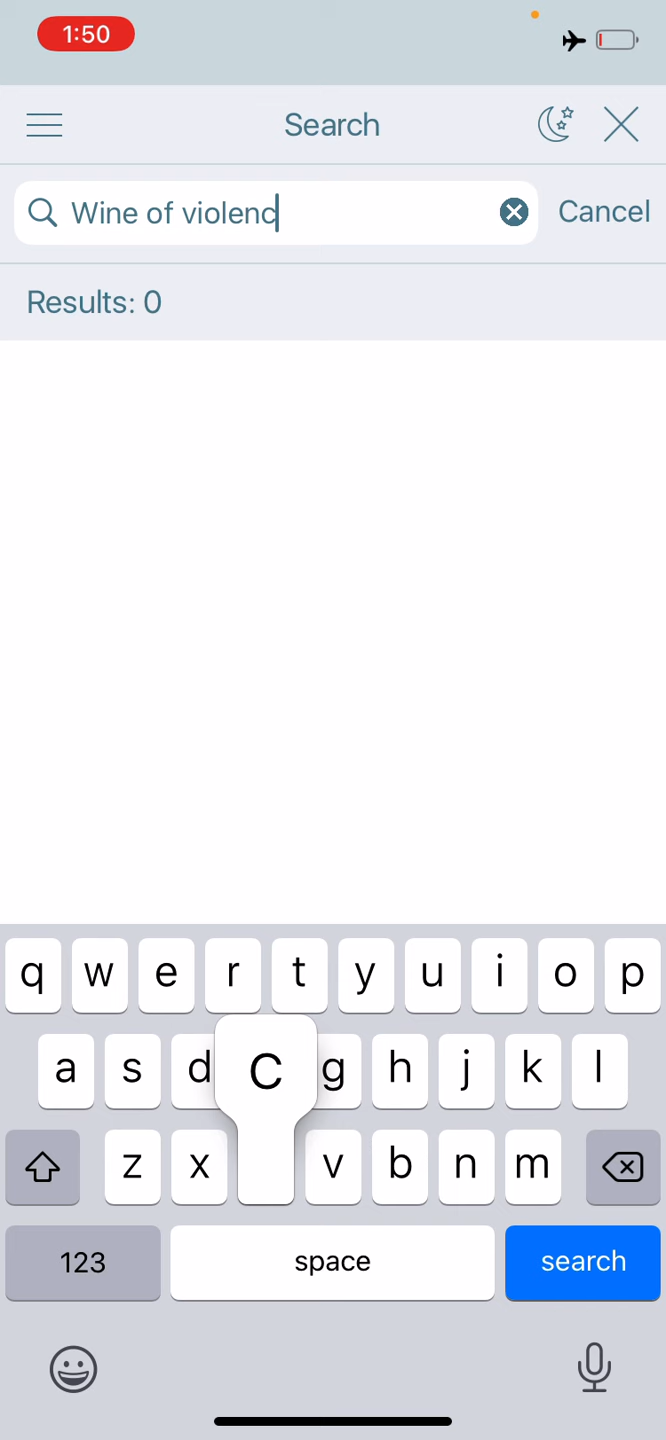 1:50
Search
Wine of violenc
Cancel
Results: 0
q w e r t y u i o p
a s d C g h j k l
z x v b n m
123 space search